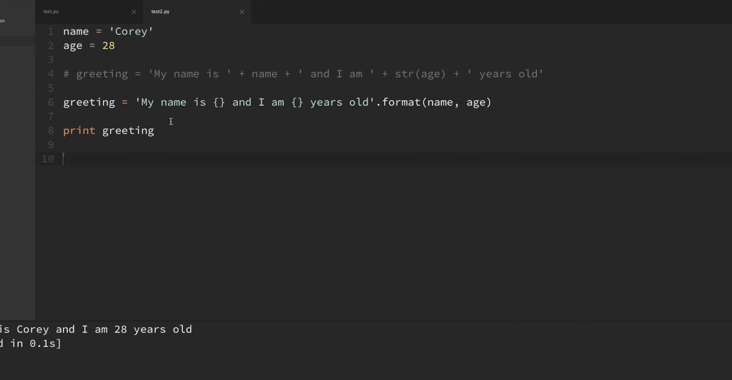 on
test.py × test2.py ×
1 name = 'Corey'
2 age = 28
3
4 # greeting = 'My name is ' + name + ' and I am ' + str(age) + ' years old'
5
6 greeting = 'My name is {} and I am {} years old'.format(name, age)
7
8 print greeting
9
10
is Corey and I am 28 years old
d in 0.1s]